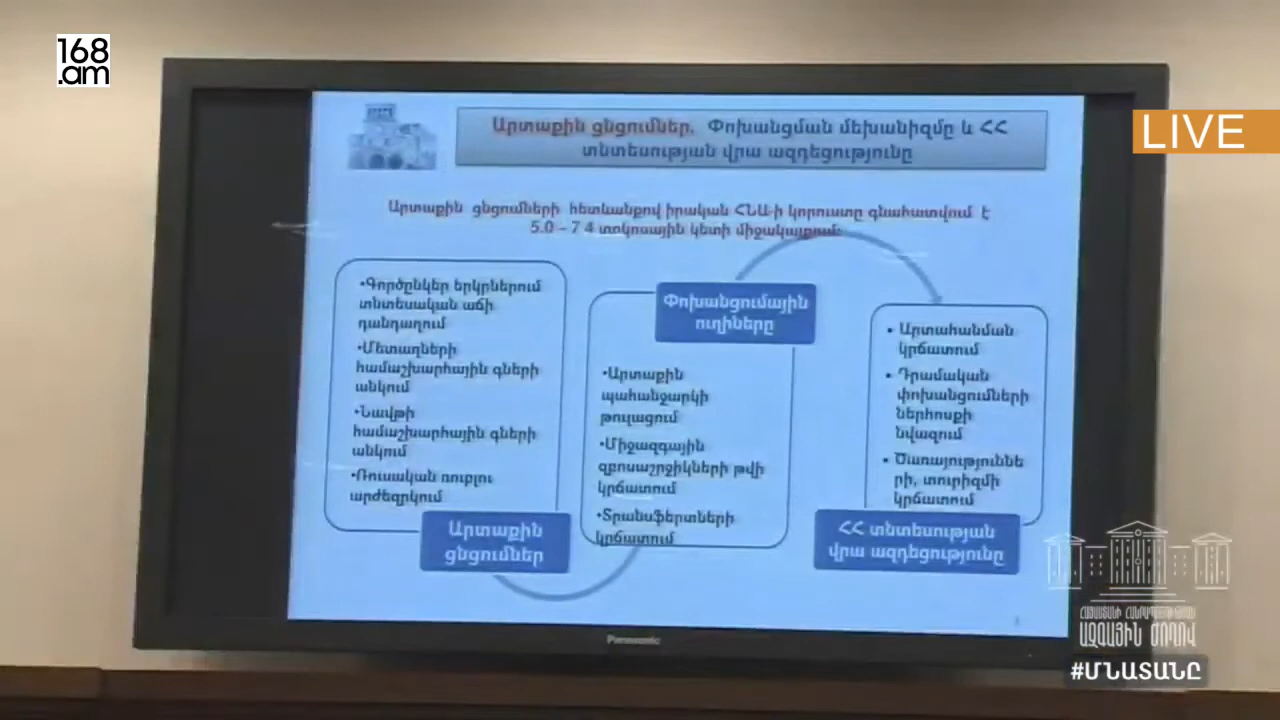 168
.am
LIVE
Արտաքին ցնցումներ. Փոխանցման մեխանիզմը և ՀՀ
տնտեսության վրա ազդեցությունը
Արտաքին ցնցումների հետևանքով իրական ՀՆԱ-ի կորուստը գնահատվում է
5.0 – 7.4 տոկոսային կետի միջակայքում:
•Գործընկեր երկրներում
տնտեսական աճի
դանդաղում
•Մետաղների
համաշխարհային գների
անկում
•Նավթի
համաշխարհային գների
անկում
•Ռուսական ռուբլու
արժեզրկում
Արտաքին
ցնցումներ
Փոխանցումային
ուղիները
•Արտաքին
պահանջարկի
թուլացում
•Միջազգային
զբոսաշրջիկների թվի
կրճատում
•Տրանսֆերտների
կրճատում
• Արտահանման
կրճատում
• Դրամական
փոխանցումների
ներհոսքի
նվազում
• Ծառայություննե
րի, տուրիզմի
կրճատում
ՀՀ տնտեսության
վրա ազդեցությունը
Panasonic
ՀԱՅԱՍՏԱՆԻ ՀԱՆՐԱՊԵՏՈՒԹՅԱՆ
ԱԶԳԱՅԻՆ ԺՈՂՈՎ
#ՄՆԱՏԱՆԸ